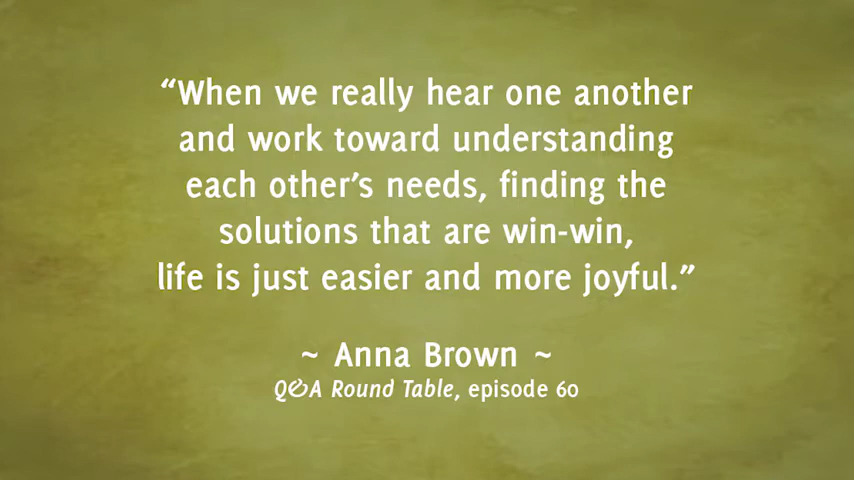 “When we really hear one another
and work toward understanding
each other’s needs, finding the
solutions that are win-win,
life is just easier and more joyful.”
~ Anna Brown ~
Q&A Round Table, episode 60